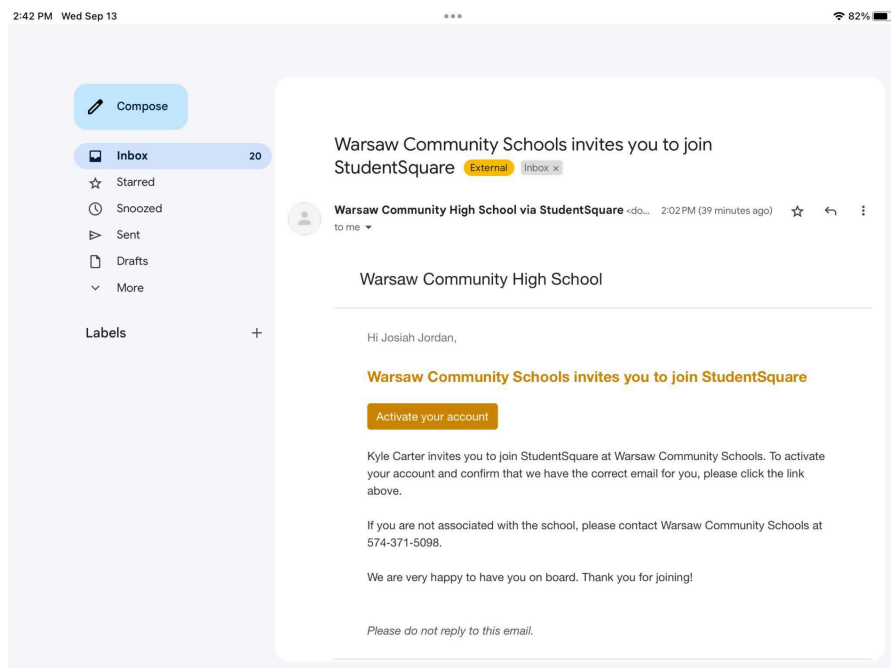 2:42 PM Wed Sep 13
82%
Compose
Inbox 20
Starred
Snoozed
Sent
Drafts
More
Labels
Warsaw Community Schools invites you to join
StudentSquare External Inbox ×
Warsaw Community High School via StudentSquare <do... 2:02 PM (39 minutes ago)
to me
Warsaw Community High School
Hi Josiah Jordan,
Warsaw Community Schools invites you to join StudentSquare
Activate your account
Kyle Carter invites you to join StudentSquare at Warsaw Community Schools. To activate
your account and confirm that we have the correct email for you, please click the link
above.
If you are not associated with the school, please contact Warsaw Community Schools at
574-371-5098.
We are very happy to have you on board. Thank you for joining!
Please do not reply to this email.